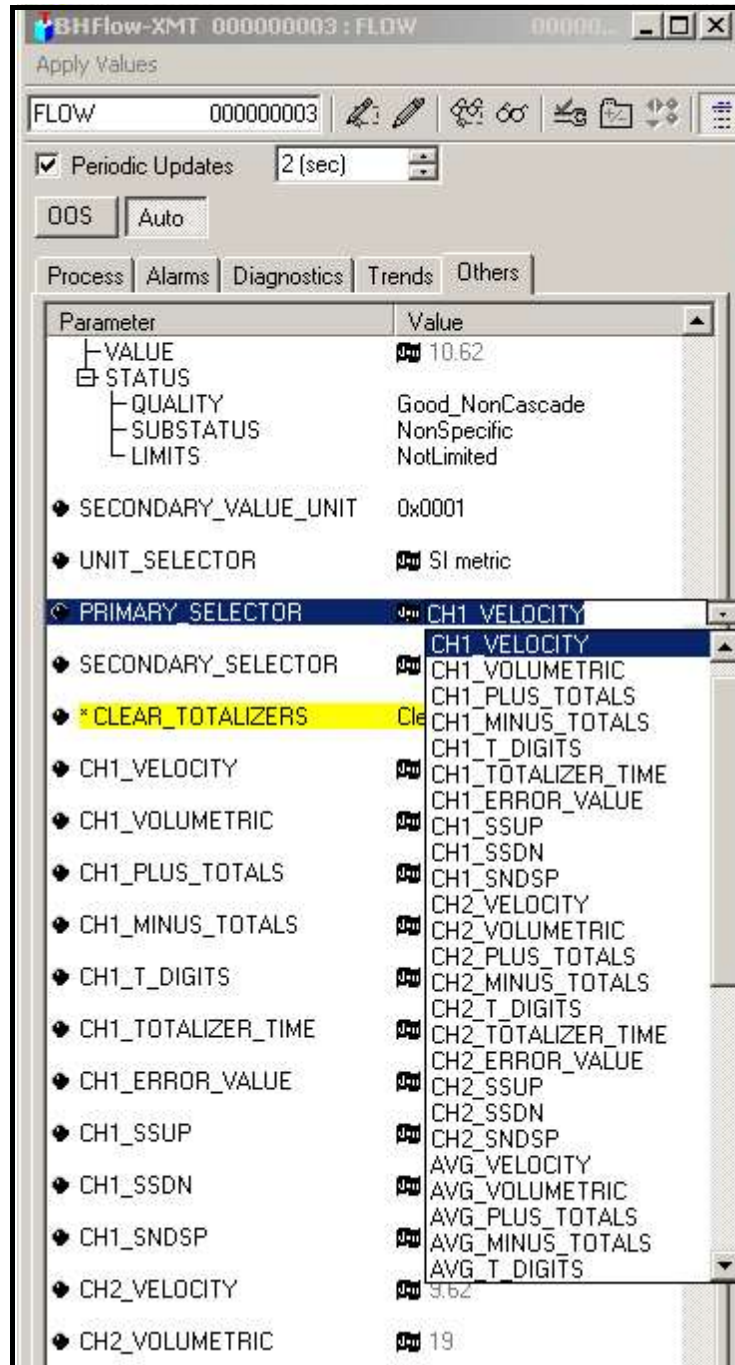 BHFlow-XMT 000000003 : FLOW 00000...
Apply Values
FLOW 000000003
Periodic Updates 2 (sec)
OOS Auto
Process Alarms Diagnostics Trends Others
Parameter Value
VALUE 10.62
STATUS
QUALITY Good_NonCascade
SUBSTATUS NonSpecific
LIMITS NotLimited
SECONDARY_VALUE_UNIT 0x0001
UNIT_SELECTOR SI metric
PRIMARY_SELECTOR CH1_VELOCITY
SECONDARY_SELECTOR
* CLEAR_TOTALIZERS Cle
CH1_VELOCITY
CH1_VOLUMETRIC
CH1_PLUS_TOTALS
CH1_MINUS_TOTALS
CH1_T_DIGITS
CH1_TOTALIZER_TIME
CH1_ERROR_VALUE
CH1_SSUP
CH1_SSDN
CH1_SNDSP
CH2_VELOCITY 9.62
CH2_VOLUMETRIC 19
CH1_VELOCITY
CH1_VOLUMETRIC
CH1_PLUS_TOTALS
CH1_MINUS_TOTALS
CH1_T_DIGITS
CH1_TOTALIZER_TIME
CH1_ERROR_VALUE
CH1_SSUP
CH1_SSDN
CH1_SNDSP
CH2_VELOCITY
CH2_VOLUMETRIC
CH2_PLUS_TOTALS
CH2_MINUS_TOTALS
CH2_T_DIGITS
CH2_TOTALIZER_TIME
CH2_ERROR_VALUE
CH2_SSUP
CH2_SSDN
CH2_SNDSP
AVG_VELOCITY
AVG_VOLUMETRIC
AVG_PLUS_TOTALS
AVG_MINUS_TOTALS
AVG_T_DIGITS